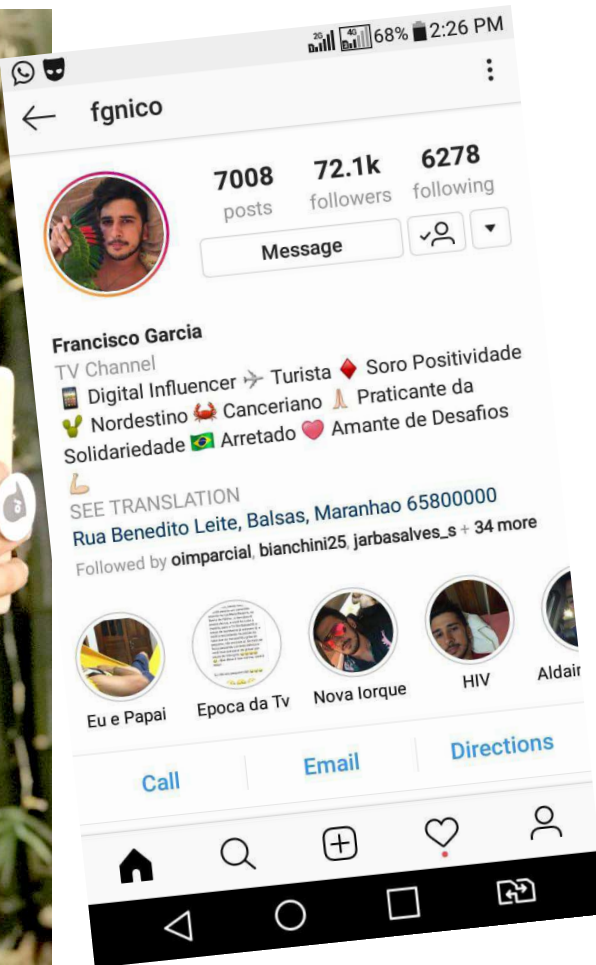 2G 4G 68% 2:26 PM
fgnico
7008 72.1k 6278
posts followers following
Message
Francisco Garcia
TV Channel
📱 Digital Influencer ✈️ Turista ♦️ Soro Positividade
🌵 Nordestino 🦀 Canceriano 🙏🏻 Praticante da
Solidariedade 🇧🇷 Arretado ❤️ Amante de Desafios
💪🏻
SEE TRANSLATION
Rua Benedito Leite, Balsas, Maranhao 65800000
Followed by oimparcial, bianchini25, jarbasalves_s + 34 more
Eu e Papai Epoca da Tv Nova Iorque HIV Aldair
Call Email Directions